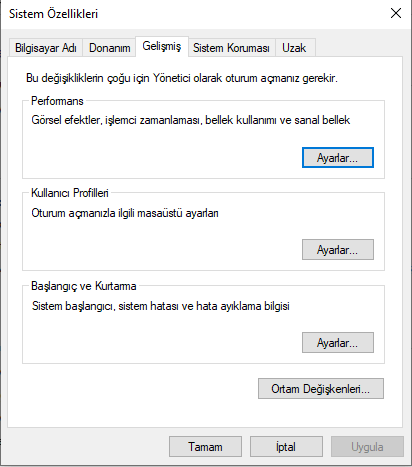 Sistem Özellikleri
Bilgisayar Adı Donanım Gelişmiş Sistem Koruması Uzak
Bu değişikliklerin çoğu için Yönetici olarak oturum açmanız gerekir.
Performans
Görsel efektler, işlemci zamanlaması, bellek kullanımı ve sanal bellek
Ayarlar...
Kullanıcı Profilleri
Oturum açmanızla ilgili masaüstü ayarları
Ayarlar...
Başlangıç ve Kurtarma
Sistem başlangıcı, sistem hatası ve hata ayıklama bilgisi
Ayarlar...
Ortam Değişkenleri...
Tamam İptal Uygula